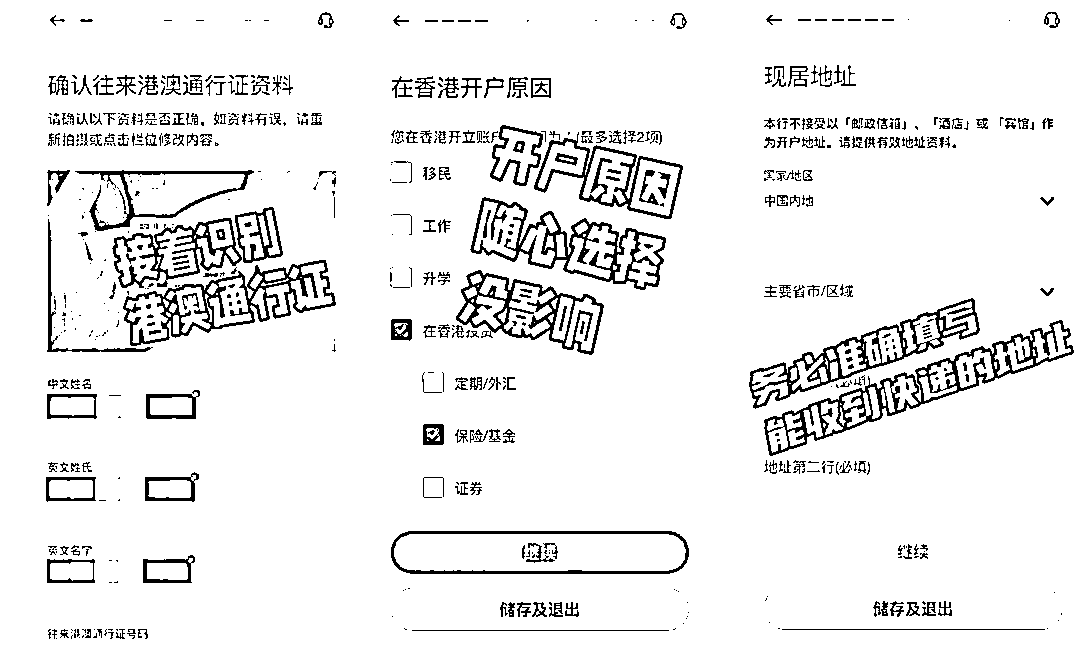 确认往来港澳通行证资料
请确认以下资料是否正确。如资料有误，请重
新拍摄或点击栏位修改内容。
接着识别
港澳通行证
中文姓名
英文姓氏
英文名字
往来港澳通行证号码
在香港开户原因
您在香港开立账户
(最多选择2项)
开户原因
随心选择
没影响
移民
工作
升学
在香港投资
定期/外汇
保险/基金
证券
继续
储存及退出
现居地址
本行不接受以「邮政信箱」、「酒店」或 「宾馆」作
为开户地址。请提供有效地址资料。
国家/地区
中国内地
主要省市/区域
务必准确填写
能收到快递的地址
地址第二行(必填)
继续
储存及退出